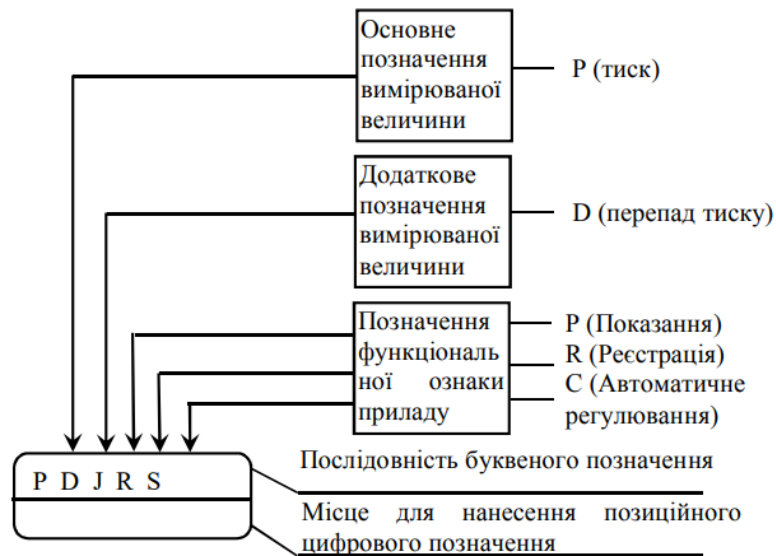 Основне
позначення
вимірюваної
величини
P (тиск)
Додаткове
позначення
вимірюваної
величини
D (перепад тиску)
Позначення
функціональ
ної ознаки
приладу
P (Показання)
R (Реєстрація)
C (Автоматичне
регулювання)
P D J R S
Послідовність буквеного позначення
Місце для нанесення позиційного
цифрового позначення